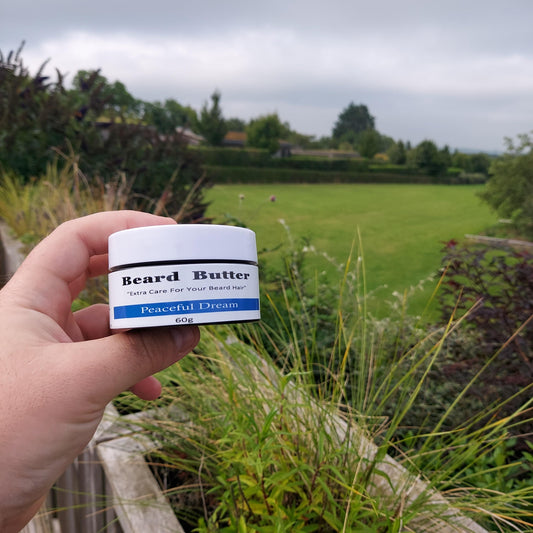 Beard Butter
"Extra Care For Your Beard Hair"
Peaceful Dream
60g